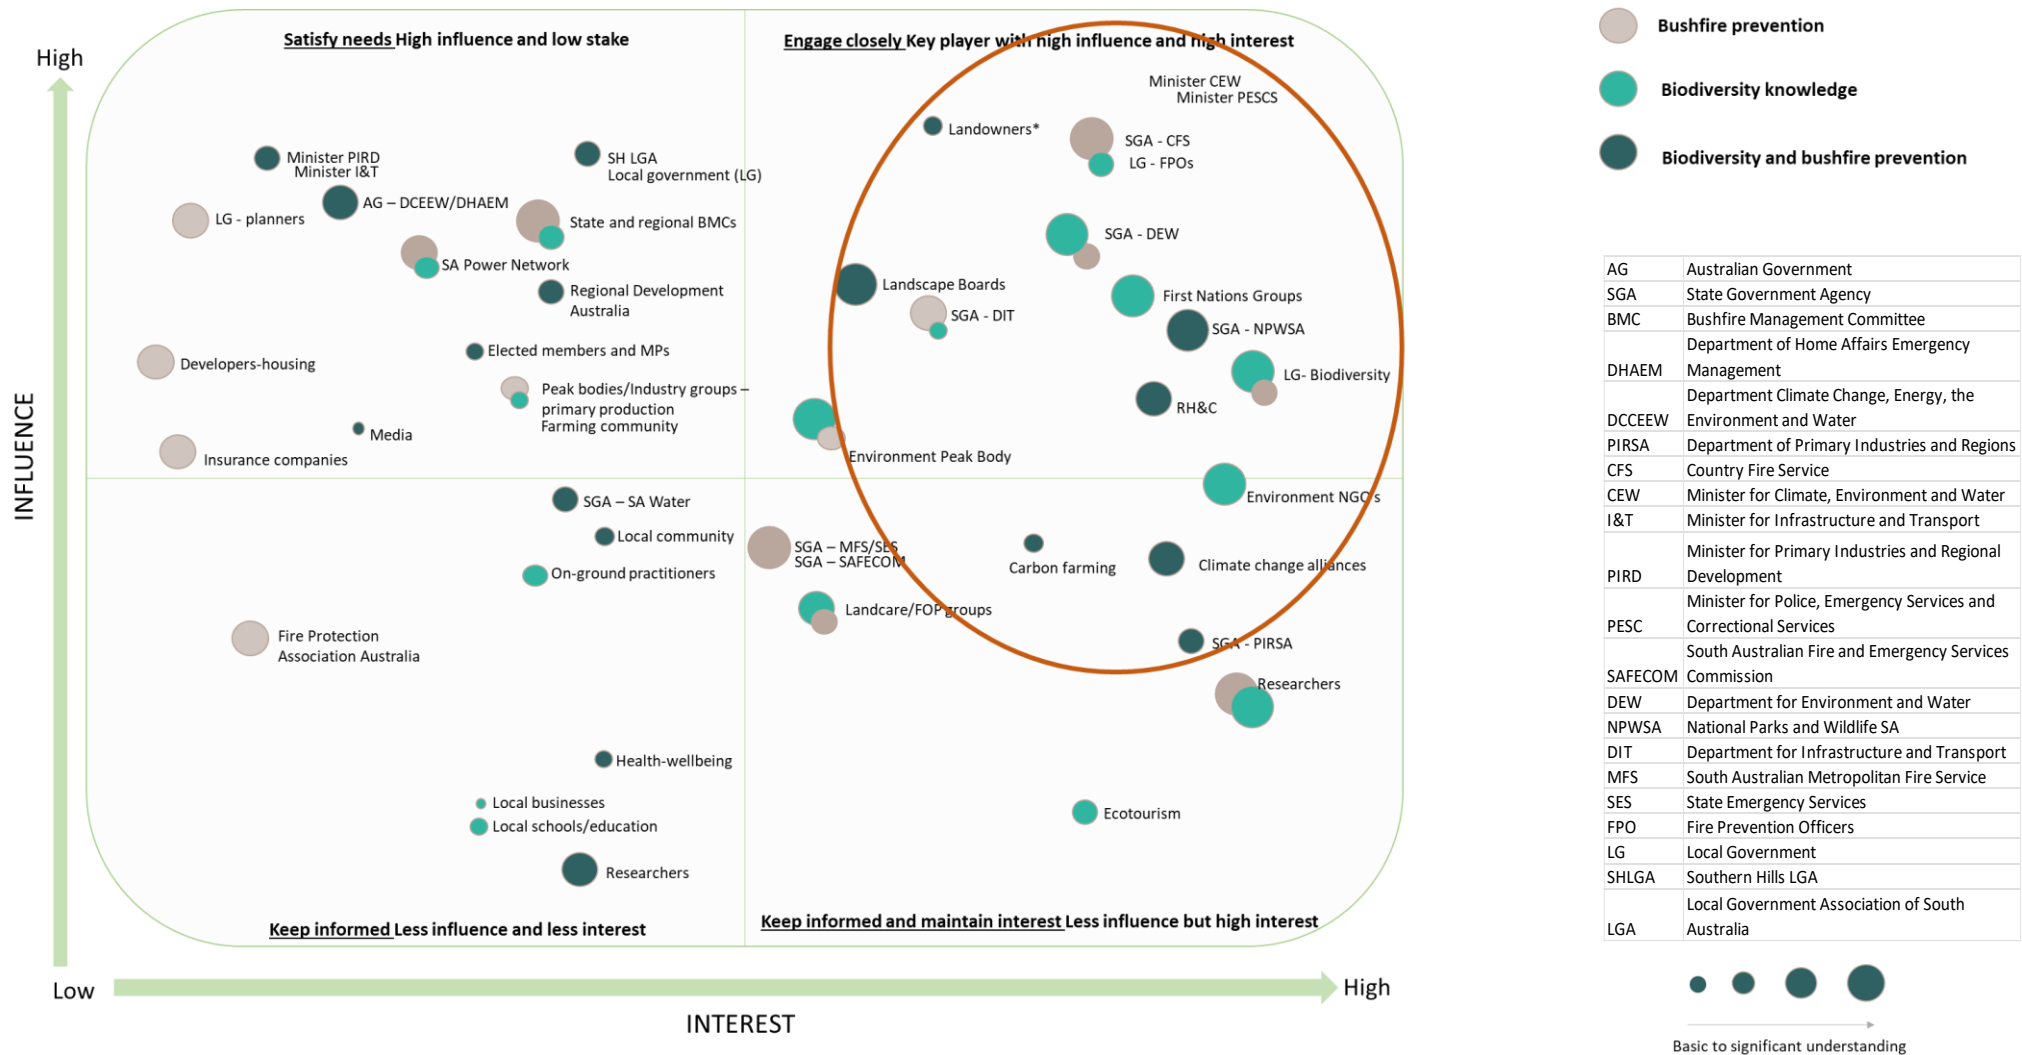 High
Satisfy needs High influence and low stake
Engage closely Key player with high influence and high interest
Minister CEW
Minister PESCS
Landowners*
SGA - CFS
LG - FPOs
Minister PIRD
Minister I&T
SH LGA
Local government (LG)
AG – DCEEW/DHAEM
LG - planners
State and regional BMCs
SGA - DEW
SA Power Network
Regional Development
Australia
Landscape Boards
First Nations Groups
SGA - DIT
SGA - NPWSA
Elected members and MPs
Developers-housing
Peak bodies/Industry groups –
primary production
Farming community
LG- Biodiversity
RH&C
Media
Insurance companies
Environment Peak Body
INFLUENCE
SGA – SA Water
Environment NGO's
Local community
SGA – MFS/SES
SGA – SAFECOM
On-ground practitioners
Carbon farming
Climate change alliances
Landcare/FOP groups
Fire Protection
Association Australia
SGA - PIRSA
Researchers
Health-wellbeing
Local businesses
Local schools/education
Ecotourism
Researchers
Keep informed Less influence and less interest
Keep informed and maintain interest Less influence but high interest
Low
High
INTEREST
Bushfire prevention
Biodiversity knowledge
Biodiversity and bushfire prevention
AG Australian Government
SGA State Government Agency
BMC Bushfire Management Committee
Department of Home Affairs Emergency
DHAEM Management
Department Climate Change, Energy, the
DCCEEW Environment and Water
PIRSA Department of Primary Industries and Regions
CFS Country Fire Service
CEW Minister for Climate, Environment and Water
I&T Minister for Infrastructure and Transport
Minister for Primary Industries and Regional
PIRD Development
Minister for Police, Emergency Services and
PESC Correctional Services
South Australian Fire and Emergency Services
SAFECOM Commission
DEW Department for Environment and Water
NPWSA National Parks and Wildlife SA
DIT Department for Infrastructure and Transport
MFS South Australian Metropolitan Fire Service
SES State Emergency Services
FPO Fire Prevention Officers
LG Local Government
SHLGA Southern Hills LGA
Local Government Association of South
LGA Australia
Basic to significant understanding